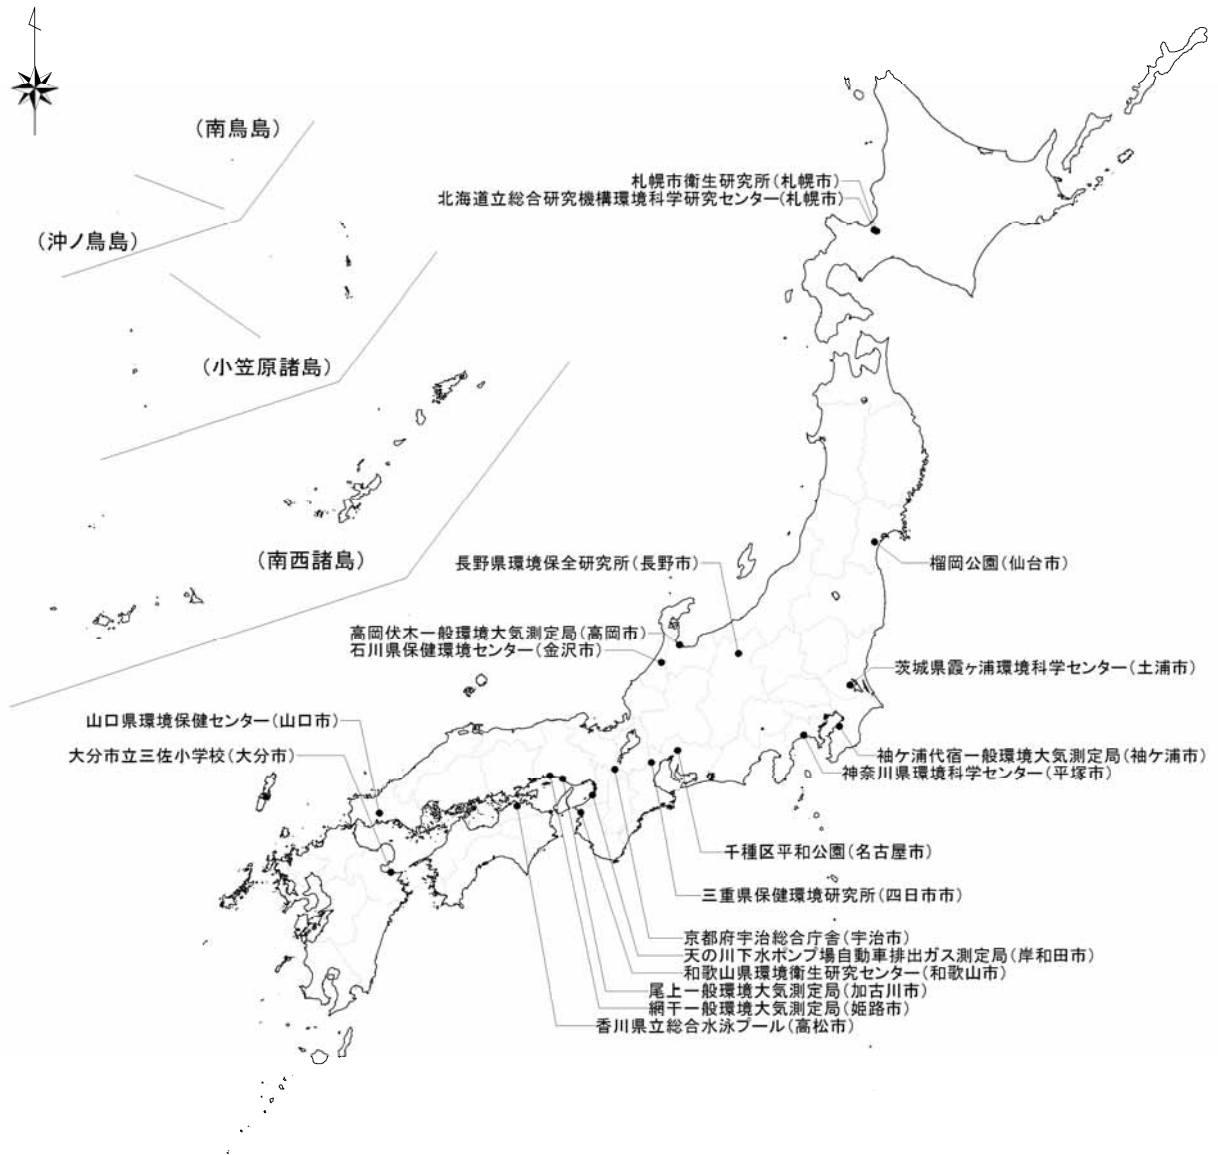 (南鳥島)
札幌市衛生研究所(札幌市)
北海道立総合研究機構環境科学研究センター(札幌市)
(沖ノ鳥島)
(小笠原諸島)
(南西諸島)
長野県環境保全研究所(長野市)
榴岡公園(仙台市)
高岡伏木一般環境大気測定局(高岡市)
石川県保健環境センター(金沢市)
茨城県霞ヶ浦環境科学センター(土浦市)
山口県環境保健センター(山口市)
大分市立三佐小学校(大分市)
袖ケ浦代宿一般環境大気測定局(袖ケ浦市)
神奈川県環境科学センター(平塚市)
千種区平和公園(名古屋市)
三重県保健環境研究所(四日市市)
京都府宇治総合庁舎(宇治市)
天の川下水ポンプ場自動車排出ガス測定局(岸和田市)
和歌山県環境衛生研究センター(和歌山市)
尾上一般環境大気測定局(加古川市)
網干一般環境大気測定局(姫路市)
香川県立総合水泳プール(高松市)